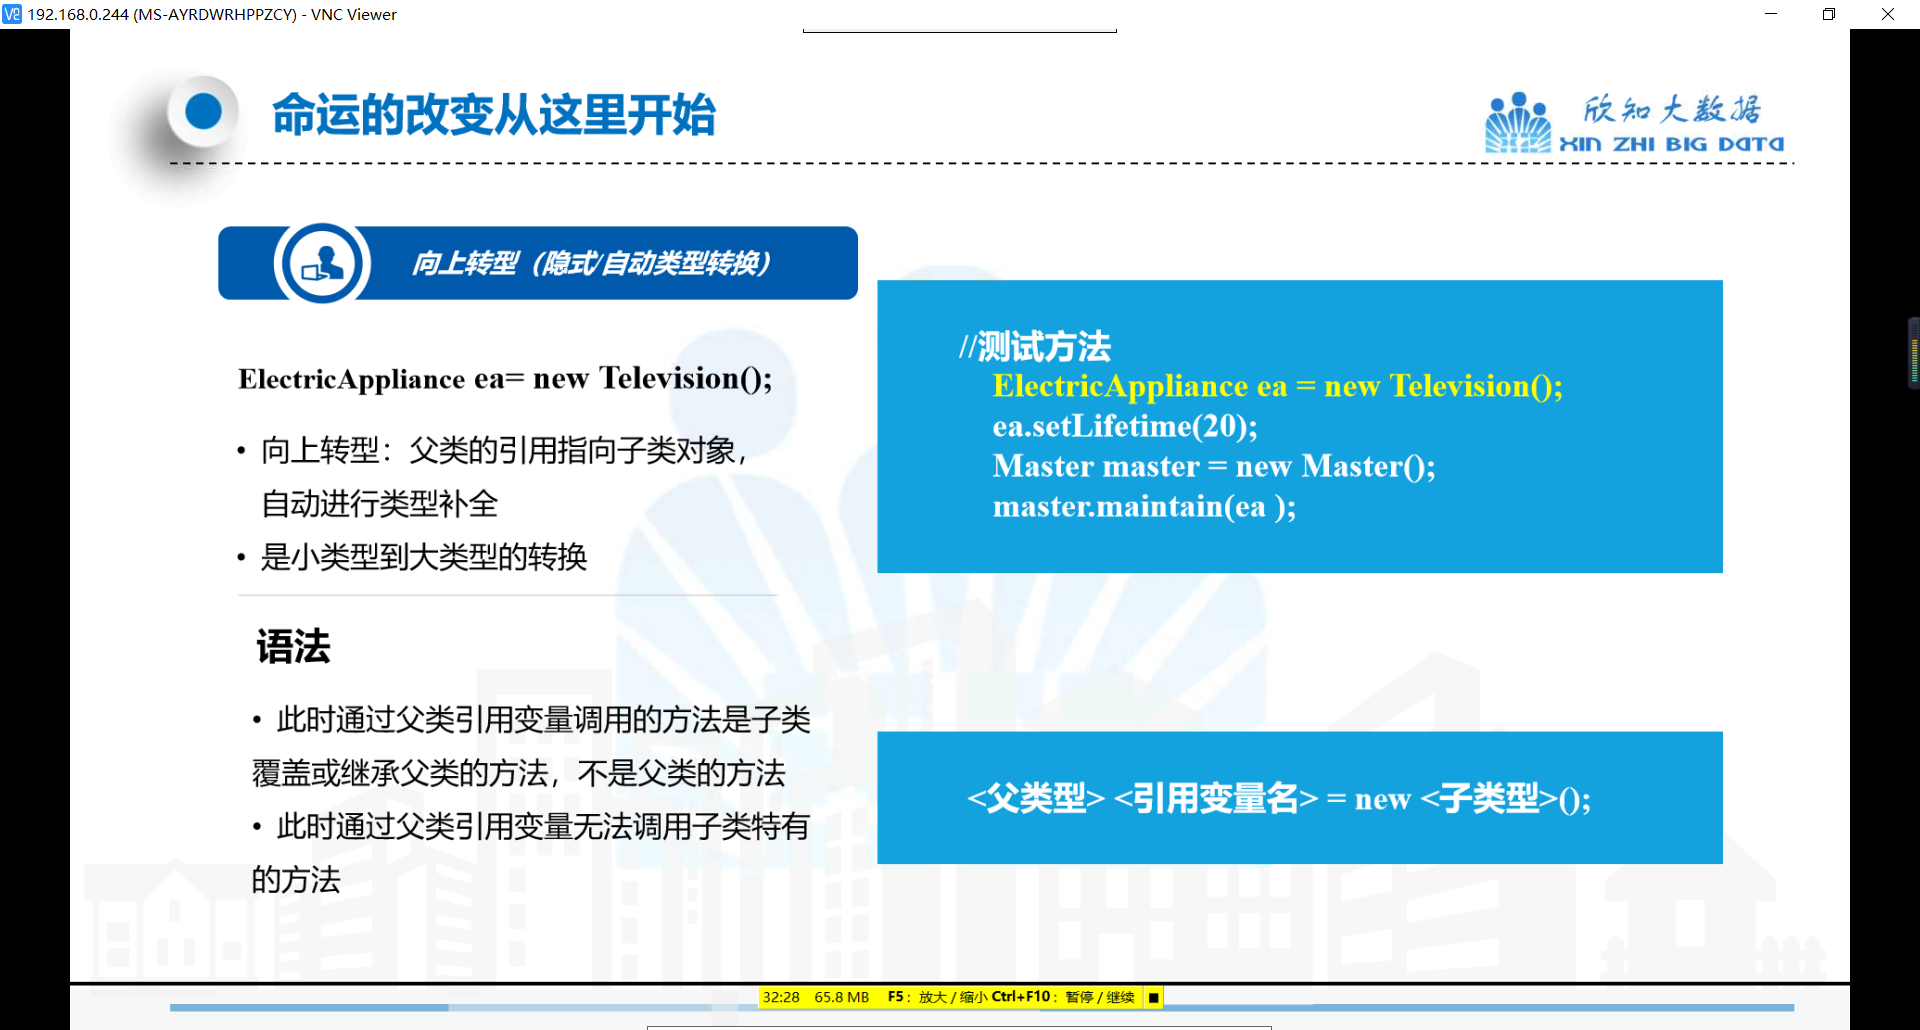 192.168.0.244 (MS-AYRDWRHPPZCY) - VNC Viewer
命运的改变从这里开始
欣知大数据
XIN ZHI BIG DATA
向上转型（隐式/自动类型转换）
ElectricAppliance ea= new Television();
• 向上转型：父类的引用指向子类对象，
自动进行类型补全
• 是小类型到大类型的转换
语法
• 此时通过父类引用变量调用的方法是子类
覆盖或继承父类的方法，不是父类的方法
• 此时通过父类引用变量无法调用子类特有
的方法
//测试方法
ElectricAppliance ea = new Television();
ea.setLifetime(20);
Master master = new Master();
master.maintain(ea );
<父类型> <引用变量名> = new <子类型>();
32:28 65.8 MB F5：放大 / 缩小 Ctrl+F10：暂停 / 继续